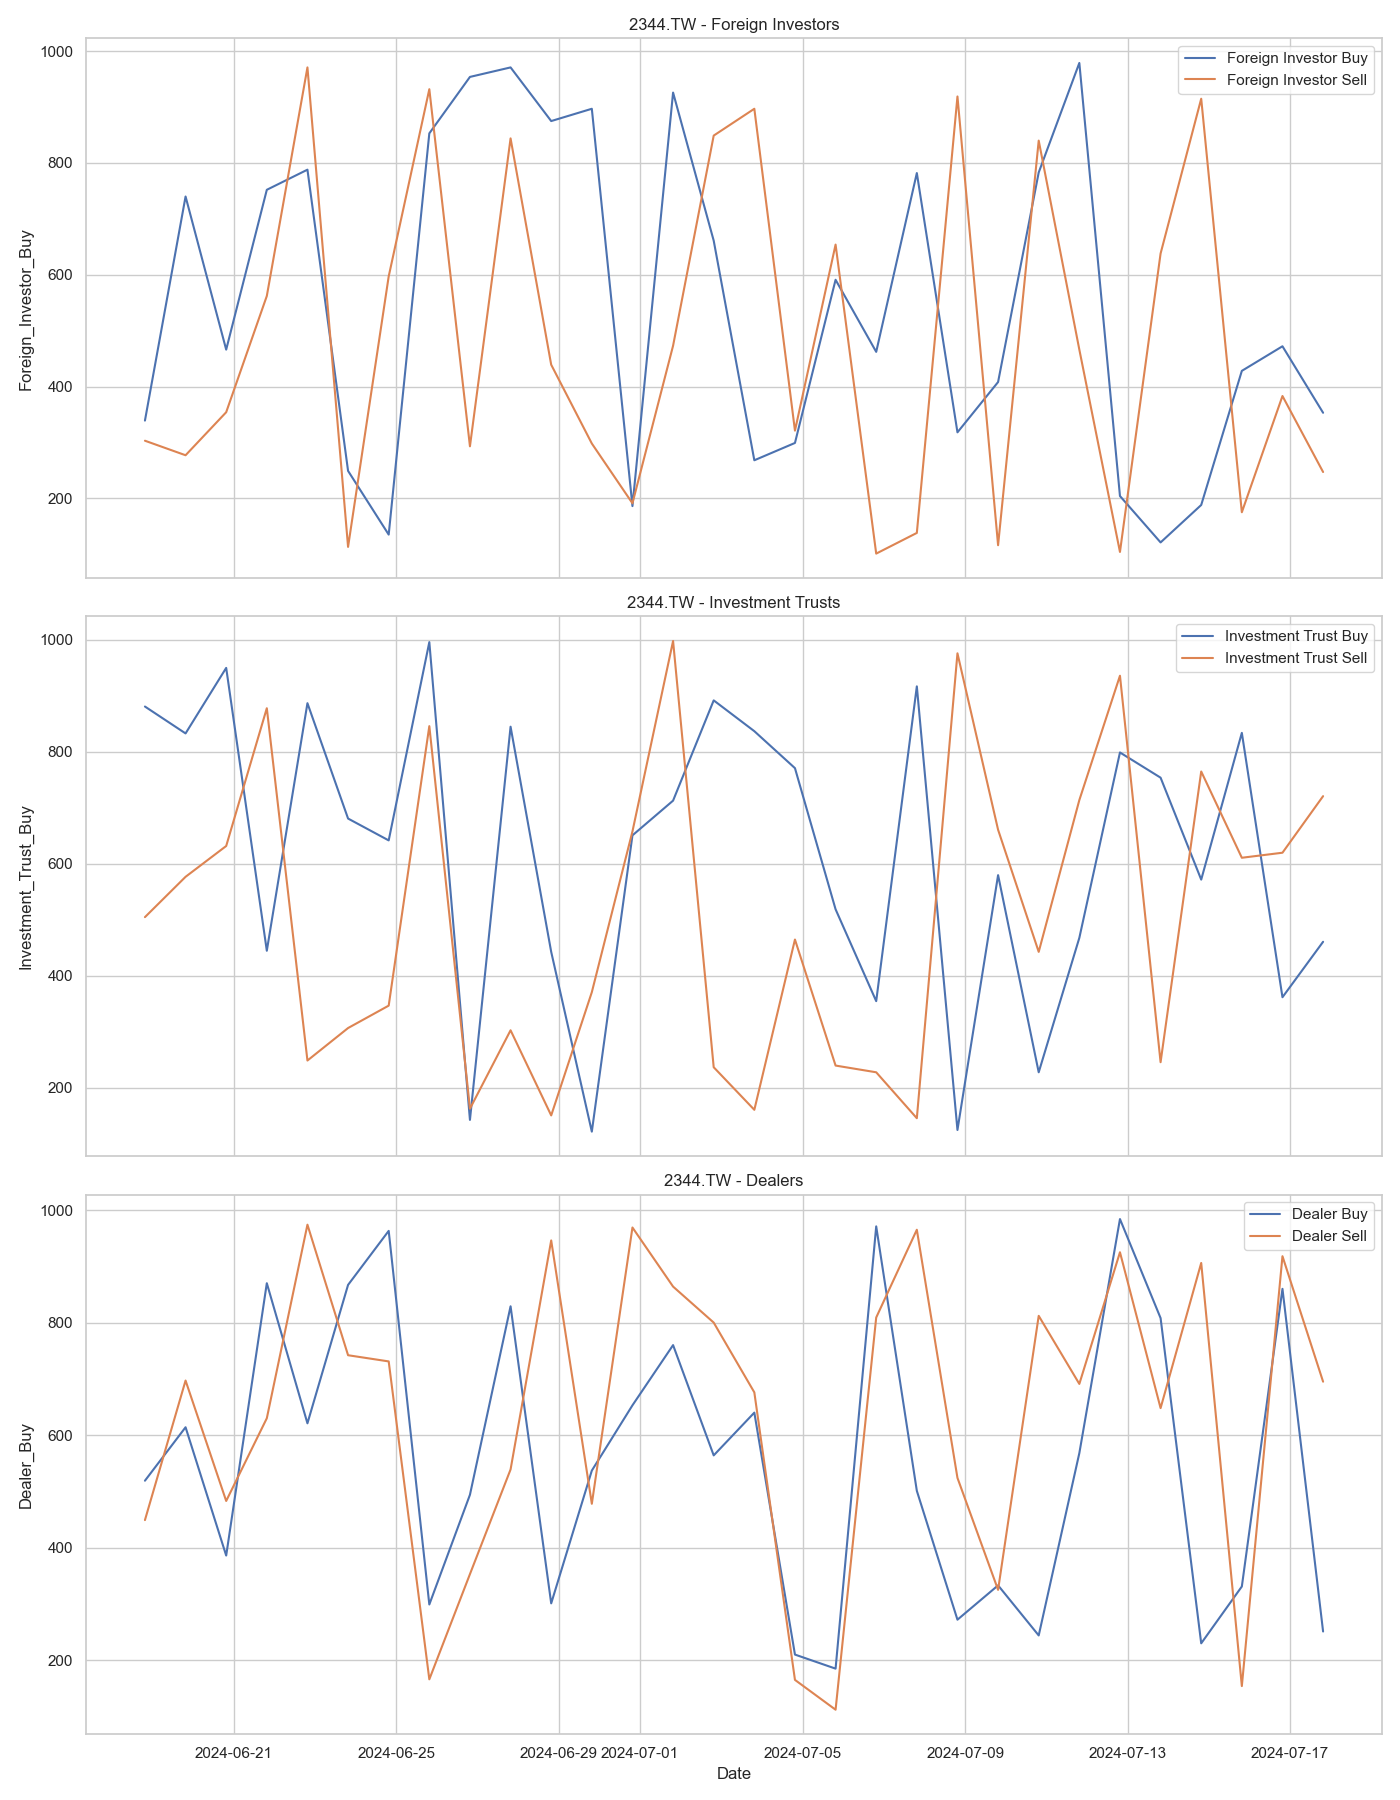 2344.TW - Foreign Investors
Foreign Investor Buy
Foreign Investor Sell
1000
800
600
400
200
Foreign_Investor_Buy
2344.TW - Investment Trusts
Investment Trust Buy
Investment Trust Sell
1000
800
600
400
200
Investment_Trust_Buy
2344.TW - Dealers
Dealer Buy
Dealer Sell
1000
800
600
400
200
Dealer_Buy
2024-06-21 2024-06-25 2024-06-29 2024-07-01 2024-07-05 2024-07-09 2024-07-13 2024-07-17
Date